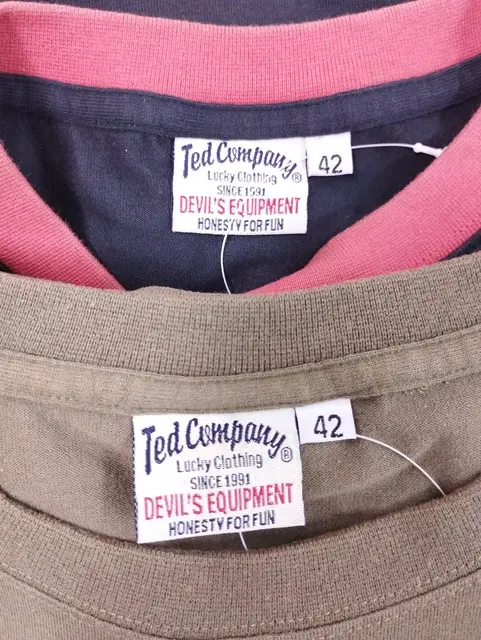 Ted Company
Lucky Clothing ®
SINCE 1991
DEVIL'S EQUIPMENT
HONESTY FOR FUN
42
Ted Company
Lucky Clothing ®
SINCE 1991
DEVIL'S EQUIPMENT
HONESTY FOR FUN
42